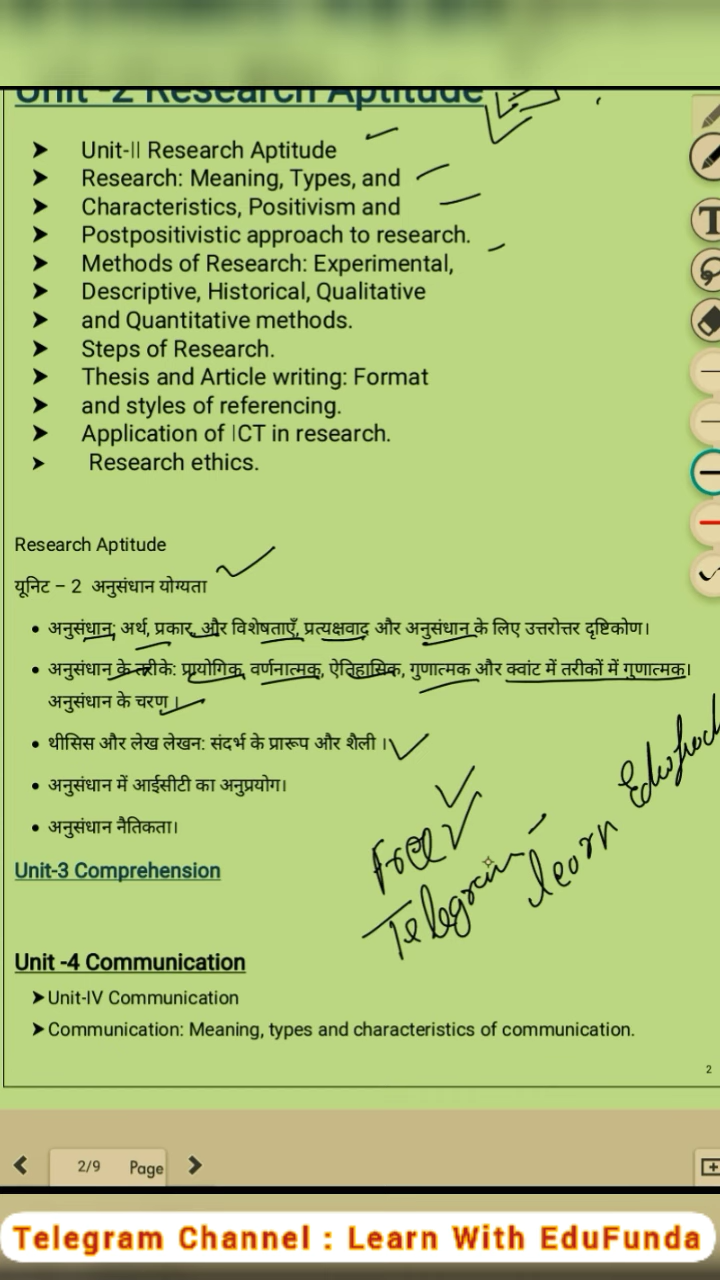 Unit -2 Research Aptitude
➤ Unit-II Research Aptitude
➤ Research: Meaning, Types, and
➤ Characteristics, Positivism and
➤ Postpositivistic approach to research.
➤ Methods of Research: Experimental,
➤ Descriptive, Historical, Qualitative
➤ and Quantitative methods.
➤ Steps of Research.
➤ Thesis and Article writing: Format
➤ and styles of referencing.
➤ Application of ICT in research.
➤ Research ethics.
Research Aptitude
यूनिट – 2 अनुसंधान योग्यता
• अनुसंधान; अर्थ, प्रकार, और विशेषताएँ, प्रत्यक्षवाद और अनुसंधान के लिए उत्तरोत्तर दृष्टिकोण।
• अनुसंधान के तरीके: प्रायोगिक, वर्णनात्मक, ऐतिहासिक, गुणात्मक और क्वांट में तरीकों में गुणात्मक।
अनुसंधान के चरण ।
• थीसिस और लेख लेखन: संदर्भ के प्रारूप और शैली ।
• अनुसंधान में आईसीटी का अनुप्रयोग।
• अनुसंधान नैतिकता।
Free
Telegram - learn
Unit-3 Comprehension
Unit -4 Communication
➤ Unit-IV Communication
➤ Communication: Meaning, types and characteristics of communication.
2
2/9 Page
Telegram Channel : Learn With EduFunda